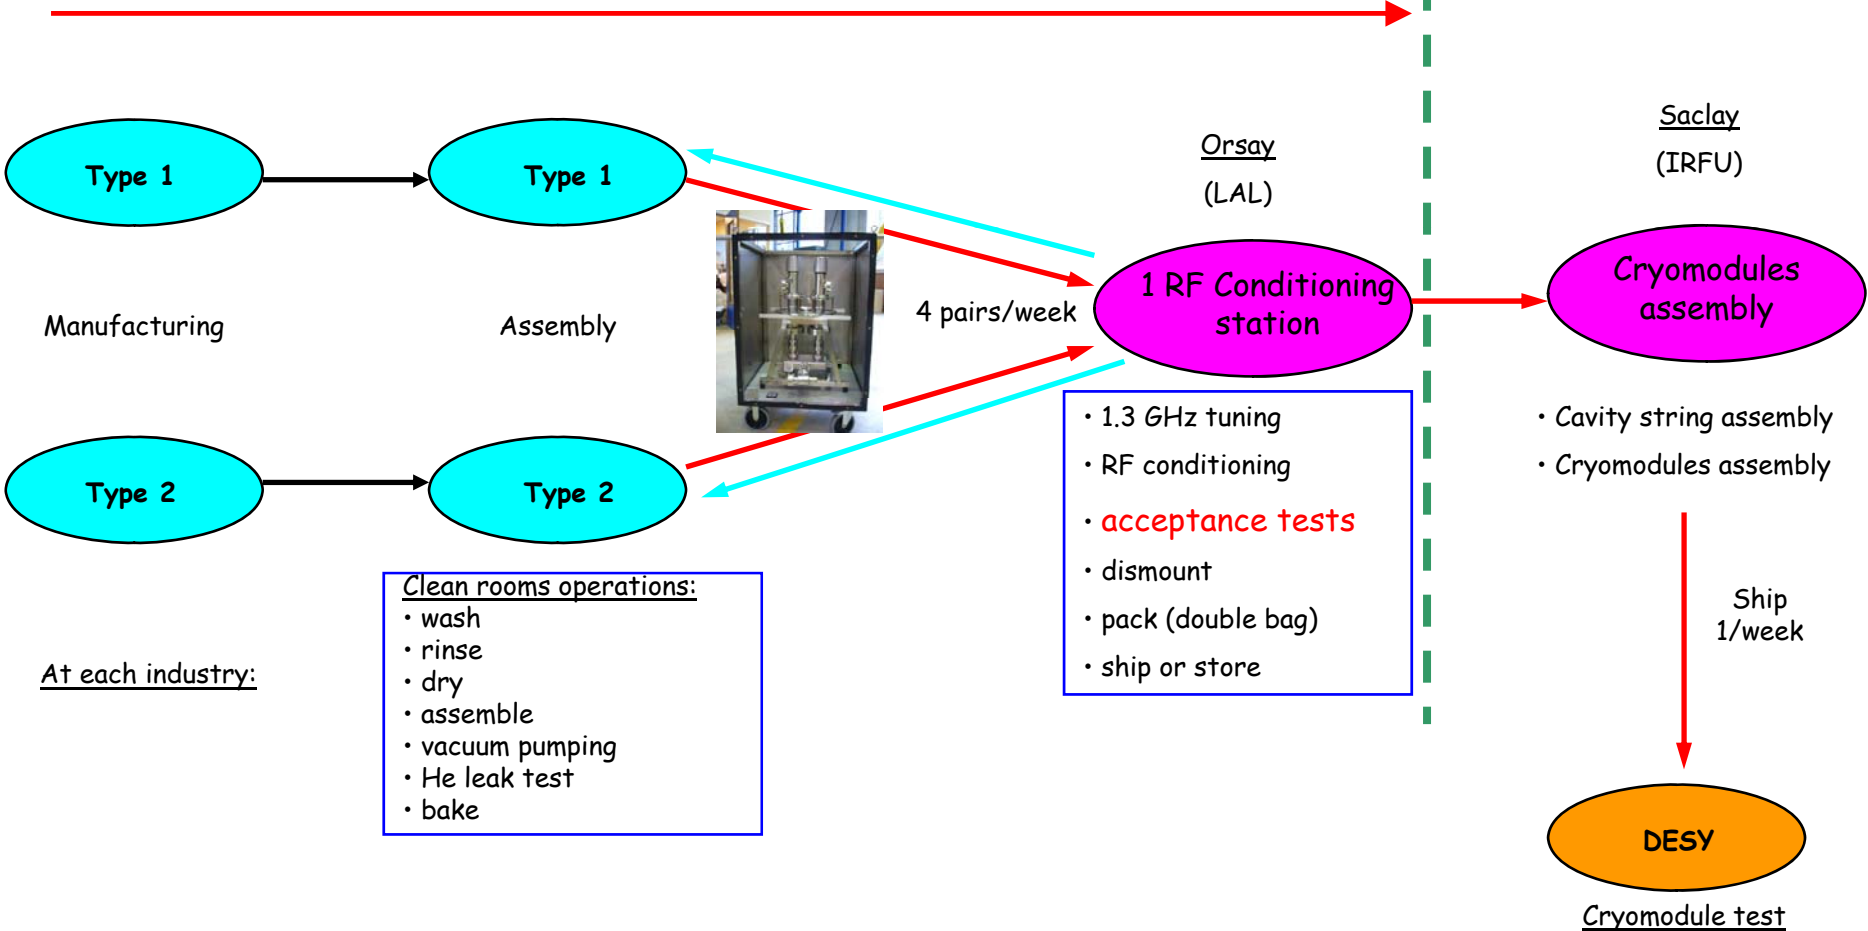 Type 1
Type 1
Manufacturing
Assembly
Type 2
Type 2
At each industry:
Clean rooms operations:
• wash
• rinse
• dry
• assemble
• vacuum pumping
• He leak test
• bake
4 pairs/week
Orsay
(LAL)
1 RF Conditioning
station
• 1.3 GHz tuning
• RF conditioning
• acceptance tests
• dismount
• pack (double bag)
• ship or store
Saclay
(IRFU)
Cryomodules
assembly
• Cavity string assembly
• Cryomodules assembly
Ship
1/week
DESY
Cryomodule test